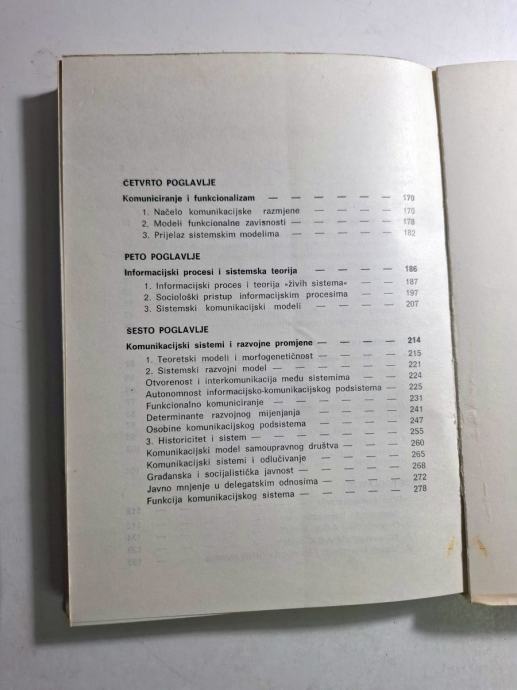 ČETVRTO POGLAVLJE
Komuniciranje i funkcionalizam — — — — — — 170
1. Načelo komunikacijske razmjene — — — — 170
2. Modeli funkcionalne zavisnosti — — — — — 178
3. Prijelaz sistemskim modelima — — — — — 182
PETO POGLAVLJE
Informacijski procesi i sistemska teorija — — — — 186
1. Informacijski proces i teorija »živih sistema« — — — 187
2. Sociološki pristup informacijskim procesima — — — 197
3. Sistemski komunikacijski modeli — — — — 207
ŠESTO POGLAVLJE
Komunikacijski sistemi i razvojne promjene — — — — 214
1. Teoretski modeli i morfogenetičnost — — — — 215
2. Sistemski razvojni model — — — — — — 221
Otvorenost i interkomunikacija među sistemima — — 224
Autonomnost informacijsko-komunikacijskog podsistema — 225
Funkcionalno komuniciranje — — — — — 231
Determinante razvojnog mijenjanja — — — — 241
Osobine komunikacijskog podsistema — — — — 247
3. Historicitet i sistem — — — — — — — 255
Komunikacijski model samoupravnog društva — — — 260
Komunikacijski sistemi i odlučivanje — — — — 265
Građanska i socijalistička javnost — — — — — 268
Javno mnjenje u delegatskim odnosima — — — — 272
Funkcija komunikacijskog sistema — — — — 278